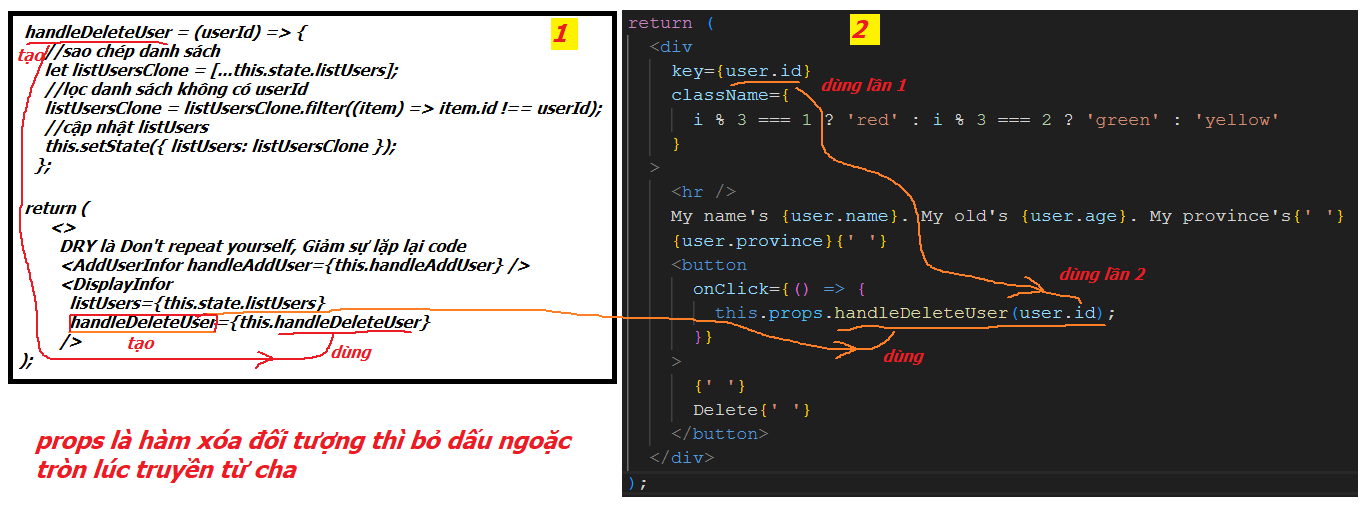 1
handleDeleteUser = (userId) => {
tạo
//sao chép danh sách
let listUsersClone = [...this.state.listUsers];
//lọc danh sách không có userId
listUsersClone = listUsersClone.filter((item) => item.id !== userId);
//cập nhật listUsers
this.setState({ listUsers: listUsersClone });
};
return (
<>
DRY là Don't repeat yourself, Giảm sự lặp lại code
<AddUserInfor handleAddUser={this.handleAddUser} />
<DisplayInfor
listUsers={this.state.listUsers}
handleDeleteUser={this.handleDeleteUser}
tạo
dùng
/>
);
props là hàm xóa đối tượng thì bỏ dấu ngoặc
tròn lúc truyền từ cha
2
return (
<div
key={user.id}
dùng lần 1
className={
i % 3 === 1 ? 'red' : i % 3 === 2 ? 'green' : 'yellow'
}
>
<hr />
My name's {user.name}. My old's {user.age}. My province's{' '}
{user.province}{' '}
<button
dùng lần 2
onClick={() => {
this.props.handleDeleteUser(user.id);
}}
dùng
>
{' '}
Delete{' '}
</button>
</div>
);